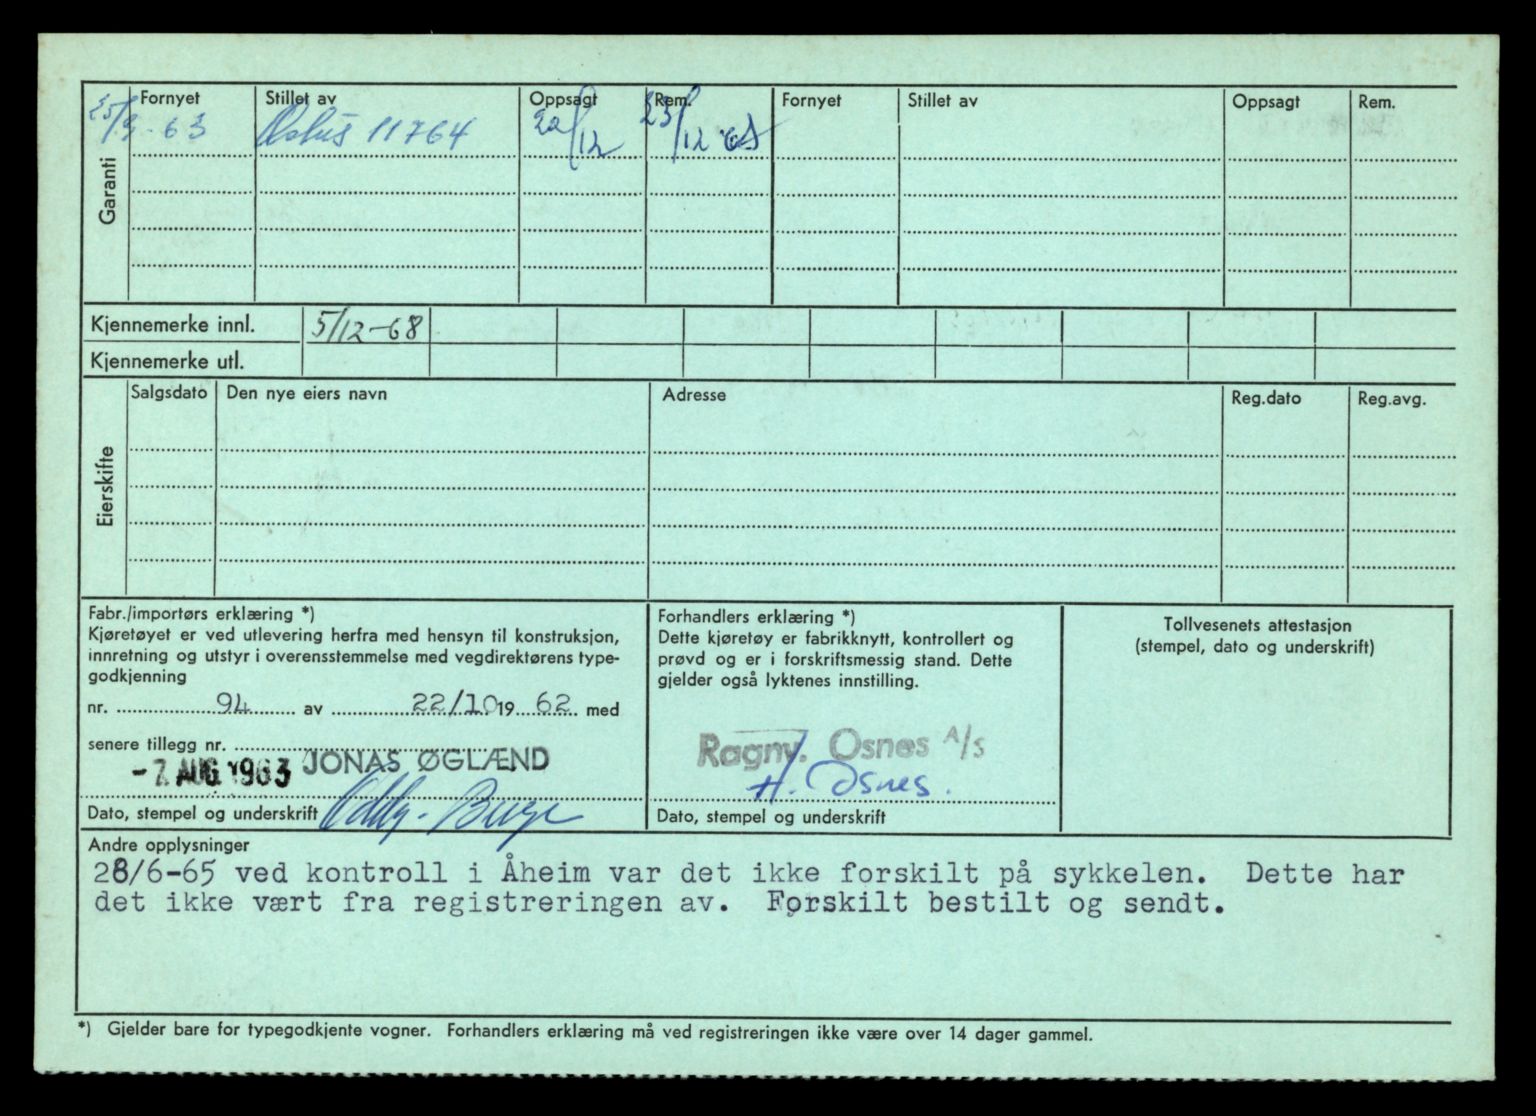 Fornyet Stillet av Oppsagt Rem. Fornyet Stillet av Oppsagt Rem.
25/9-63 11764 /12 23/12
Garanti
Kjennemerke innl. 5/12-68
Kjennemerke utl.
Salgsdato Den nye eiers navn Adresse Reg.dato Reg.avg.
Eierskifte
Fabr./importørs erklæring *)
Kjøretøyet er ved utlevering herfra med hensyn til konstruksjon,
innretning og utstyr i overensstemmelse med vegdirektørens type-
godkjenning
nr. 94 av 22/10 19 62 med
senere tillegg nr.
JONAS ØGLÆND
-7 AUG 1963
Dato, stempel og underskrift
Forhandlers erklæring *)
Dette kjøretøy er fabrikknytt, kontrollert og
prøvd og er i forskriftsmessig stand. Dette
gjelder også lyktenes innstilling.
Ragnv. Osnes A/s
H. Osnes.
Dato, stempel og underskrift
Tollvesenets attestasjon
(stempel, dato og underskrift)
Andre opplysninger
28/6-65 ved kontroll i Åheim var det ikke forskilt på sykkelen. Dette har
det ikke vært fra registreringen av. Forskilt bestilt og sendt.
*) Gjelder bare for typegodkjente vogner. Forhandlers erklæring må ved registreringen ikke være over 14 dager gammel.